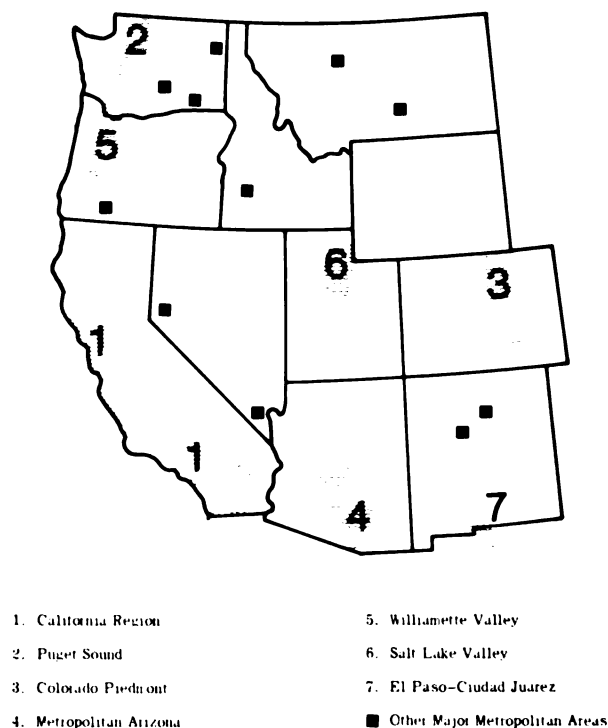 2
5
6
3
1
1
4
7
1. California Region
2. Puget Sound
3. Colorado Piedmont
4. Metropolitan Arizona
5. Williamette Valley
6. Salt Lake Valley
7. El Paso-Ciudad Juarez
Other Major Metropolitan Areas